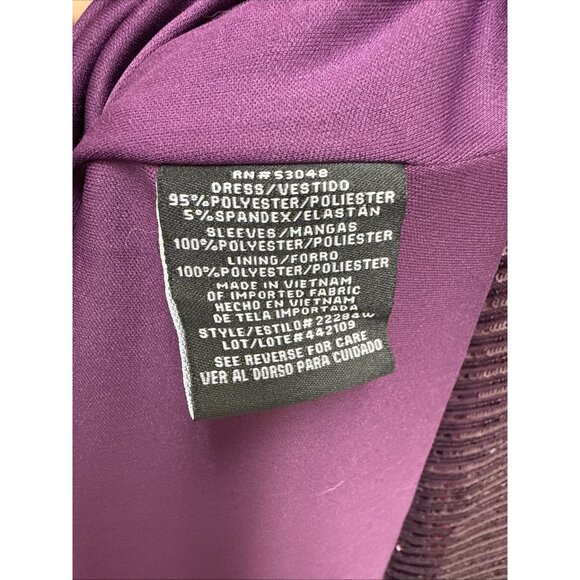 RN#53048
DRESS/VESTIDO
95%POLYESTER/POLIESTER
5%SPANDEX/ELASTÁN
SLEEVES/MANGAS
100%POLYESTER/POLIESTER
LINING/FORRO
100%POLYESTER/POLIESTER
MADE IN VIETNAM
OF IMPORTED FABRIC
HECHO EN VIETNAM
DE TELA IMPORTADA
STYLE/ESTILO#22284W
LOT/LOTE#442109
SEE REVERSE FOR CARE
VER AL DORSO PARA CUIDADO